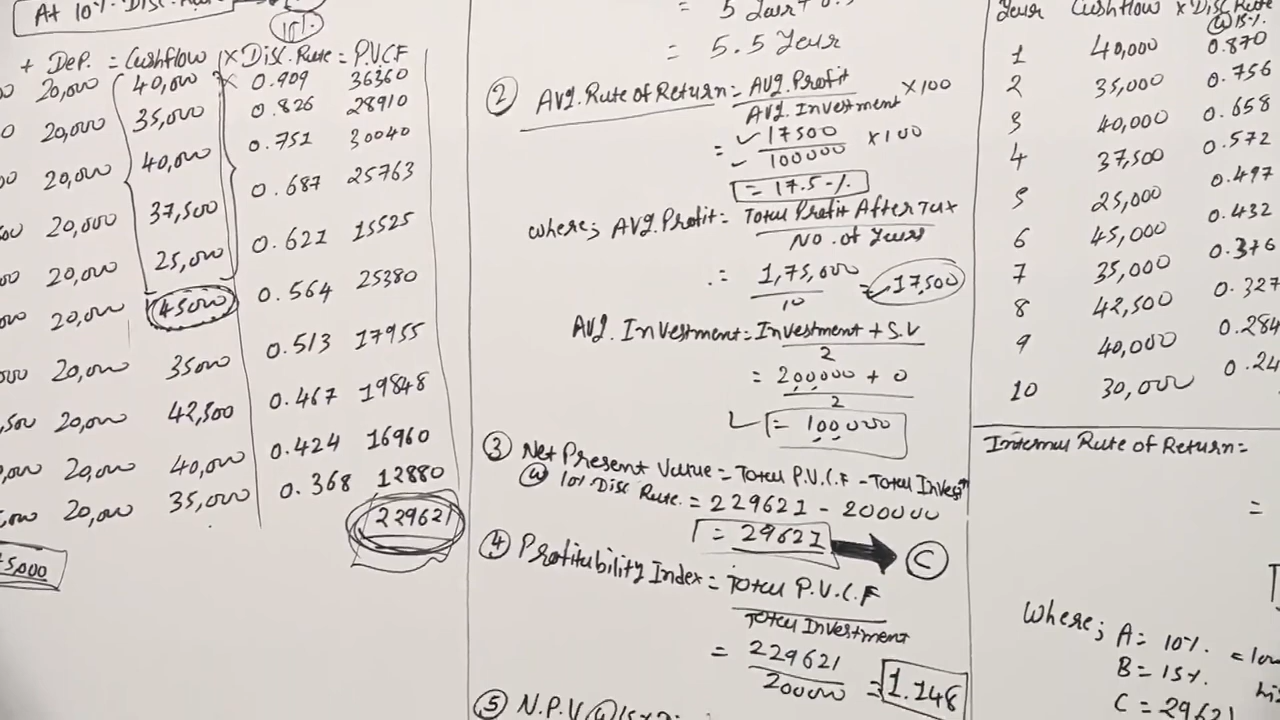 At 10% Disc. Rate
10%
+ Dep. = Cashflow × Disc. Rate = P.V.C.F
20,000 40,000 × 0.909 36360
20,000 35,000 0.826 28910
20,000 40,000 0.751 30040
20,000 37,500 0.687 25763
20,000 25,000 0.621 15525
20,000 45000 0.564 25380
20,000 35000 0.513 17955
20,000 42,500 0.467 19848
20,000 40,000 0.424 16960
20,000 35,000 0.368 12880
229621
5000
= 5 Year +
= 5.5 Year
② Avg. Rate of Return = Avg. Profit
Avg. Investment × 100
= 17500
100000 × 100
= 17.5%
Where; Avg. Profit = Total Profit After Tax
No. of Years
∴ = 1,75,000
10 = 17,500
Avg. Investment = Investment + S.V
2
= 200000 + 0
2
= 100000
③ Net Present Value = Total P.V.C.F - Total Invest
@ 10% Disc Rate. = 229621 - 200000
= 29621 C
④ Profitability Index = Total P.V.C.F
Total Investment
= 229621
200000 = 1.148
⑤ N.P.V @ 15%
Year Cashflow × Disc Rate
@ 15%
1 40,000 0.870
2 35,000 0.756
3 40,000 0.658
4 37,500 0.572
5 25,000 0.497
6 45,000 0.432
7 35,000 0.376
8 42,500 0.327
9 40,000 0.284
10 30,000 0.24
Internal Rate of Return =
=
Where; A = 10%. =
B = 15%.
C = 29621